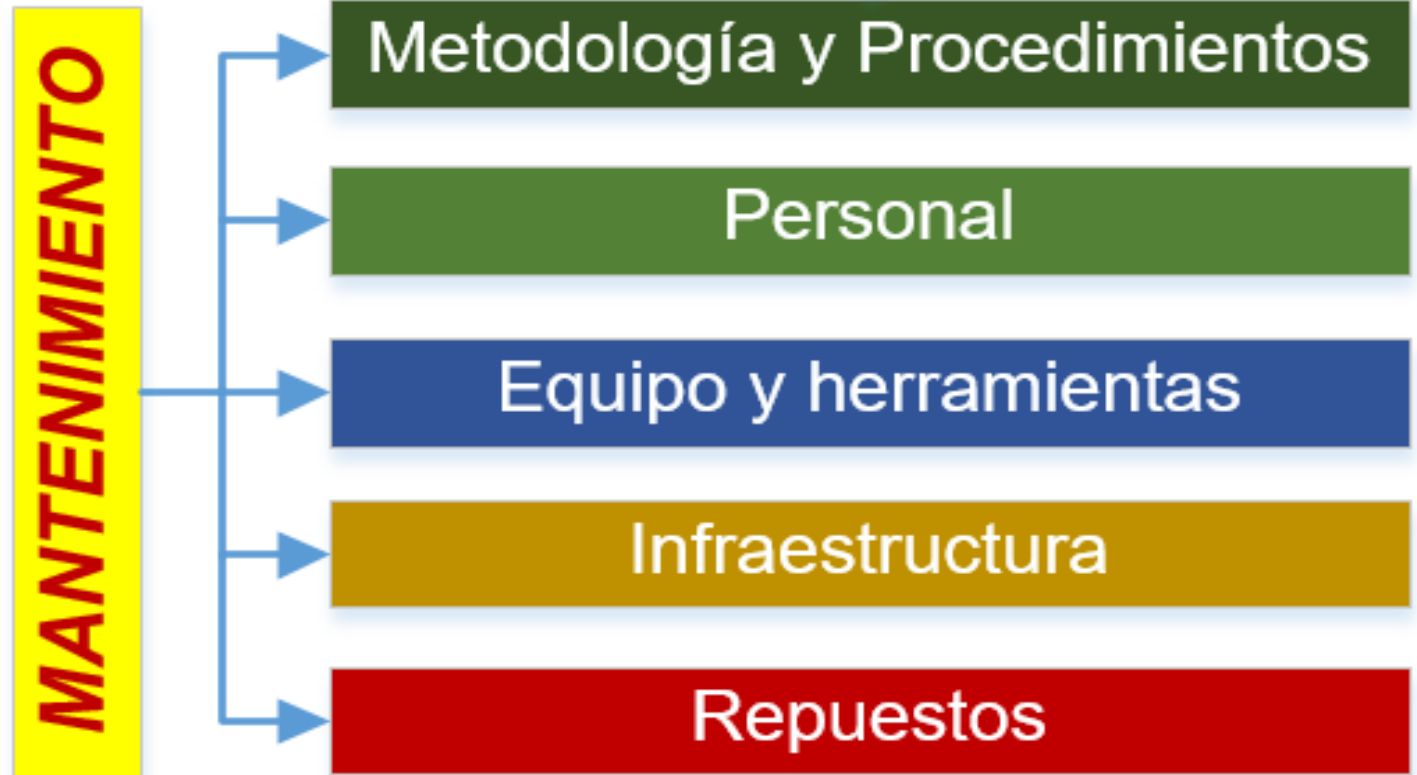 MANTENIMIENTO
Metodología y Procedimientos
Personal
Equipo y herramientas
Infraestructura
Repuestos